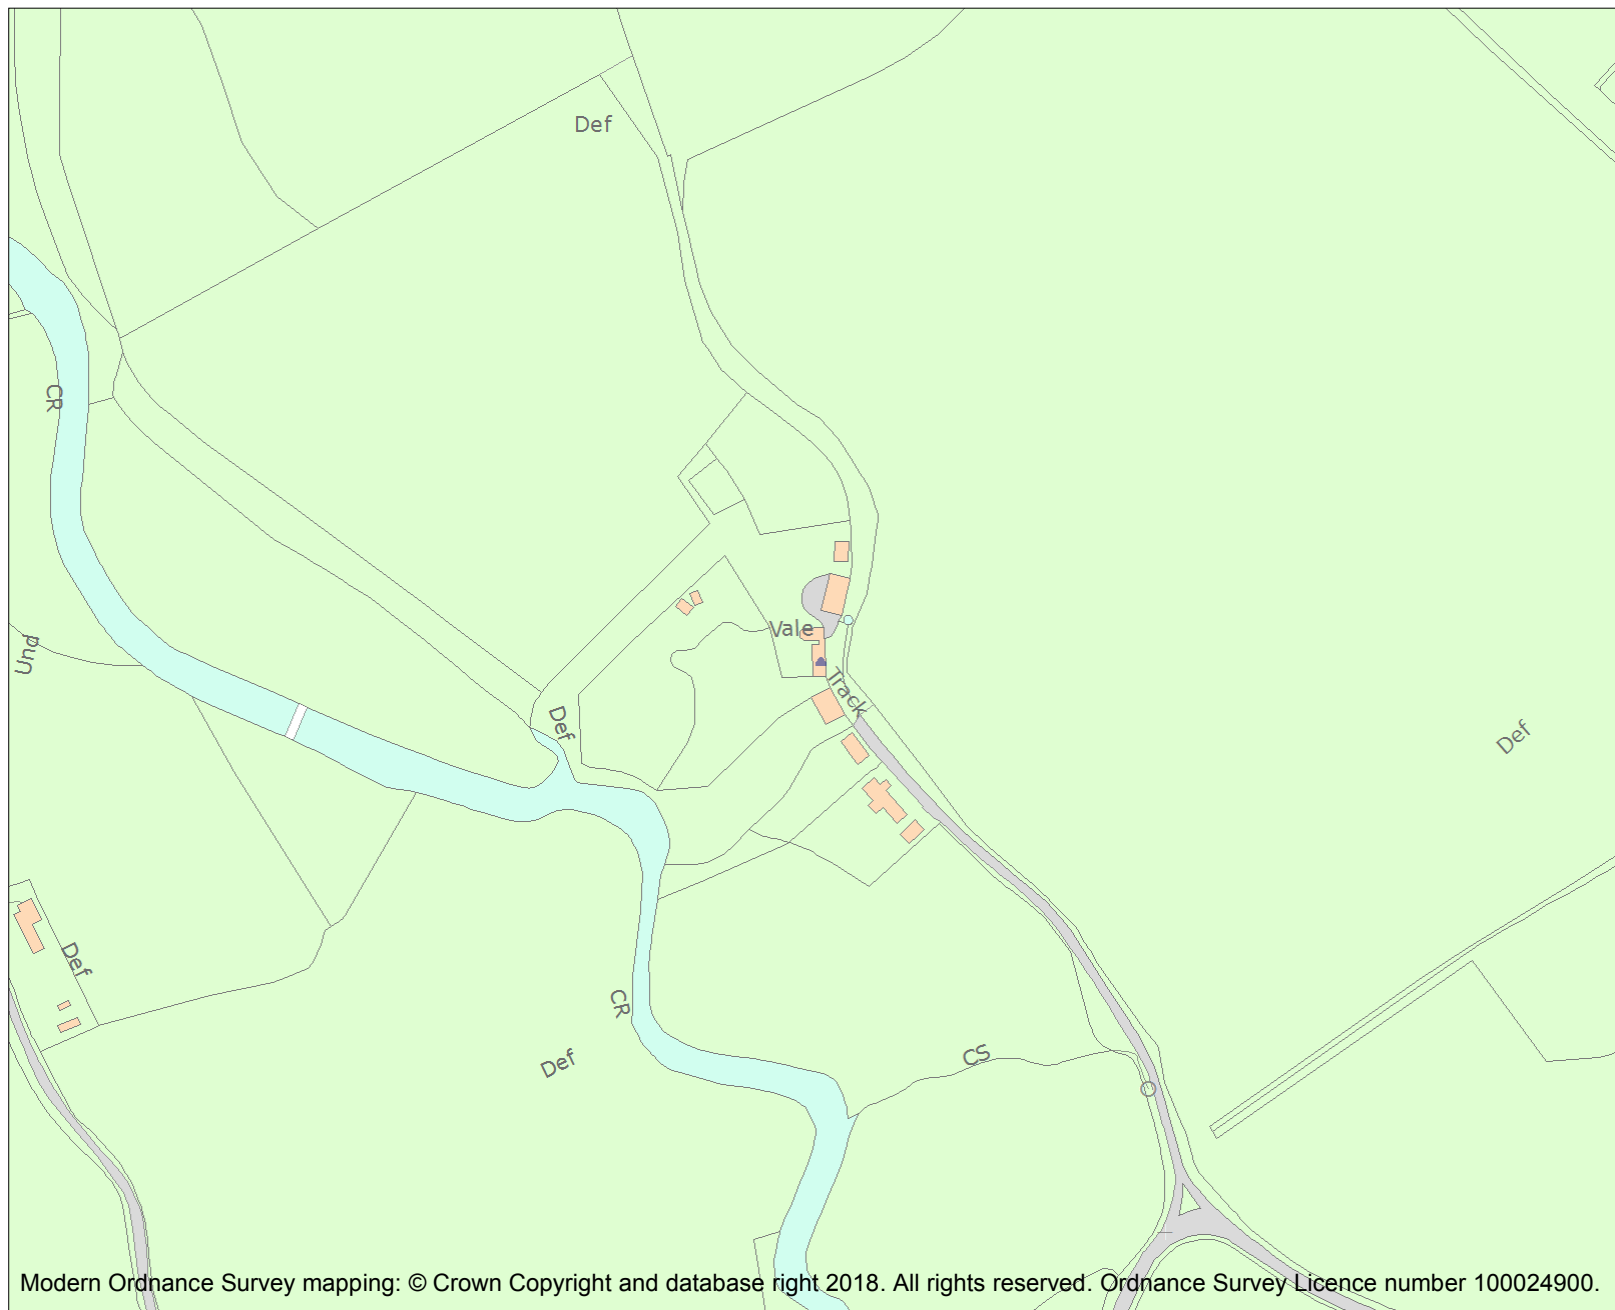 Def
CR
Vale
Und
Track
Def
Def
Def
CR
CS
Def
Modern Ordnance Survey mapping: © Crown Copyright and database right 2018. All rights reserved. Ordnance Survey Licence number 100024900.